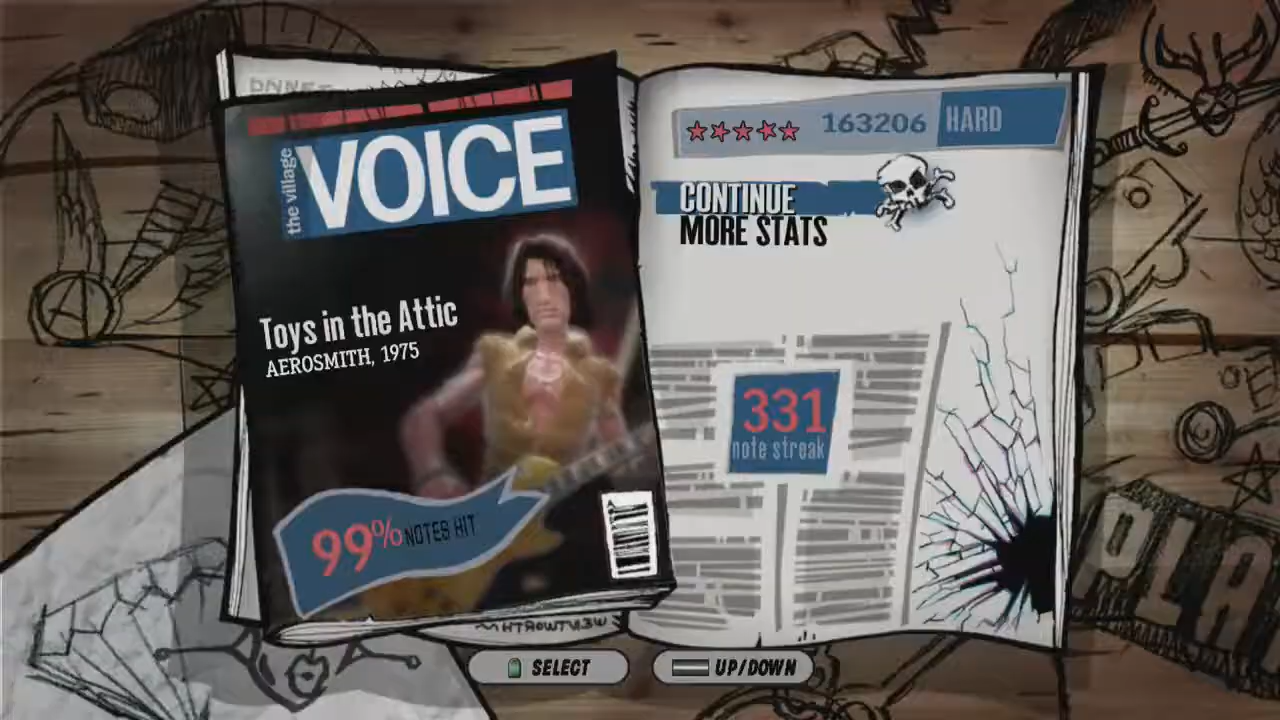 the village
VOICE
Toys in the Attic
AEROSMITH, 1975
99% NOTES HIT
163206 HARD
CONTINUE
MORE STATS
331
note streak
PLA
SELECT
UP/DOWN